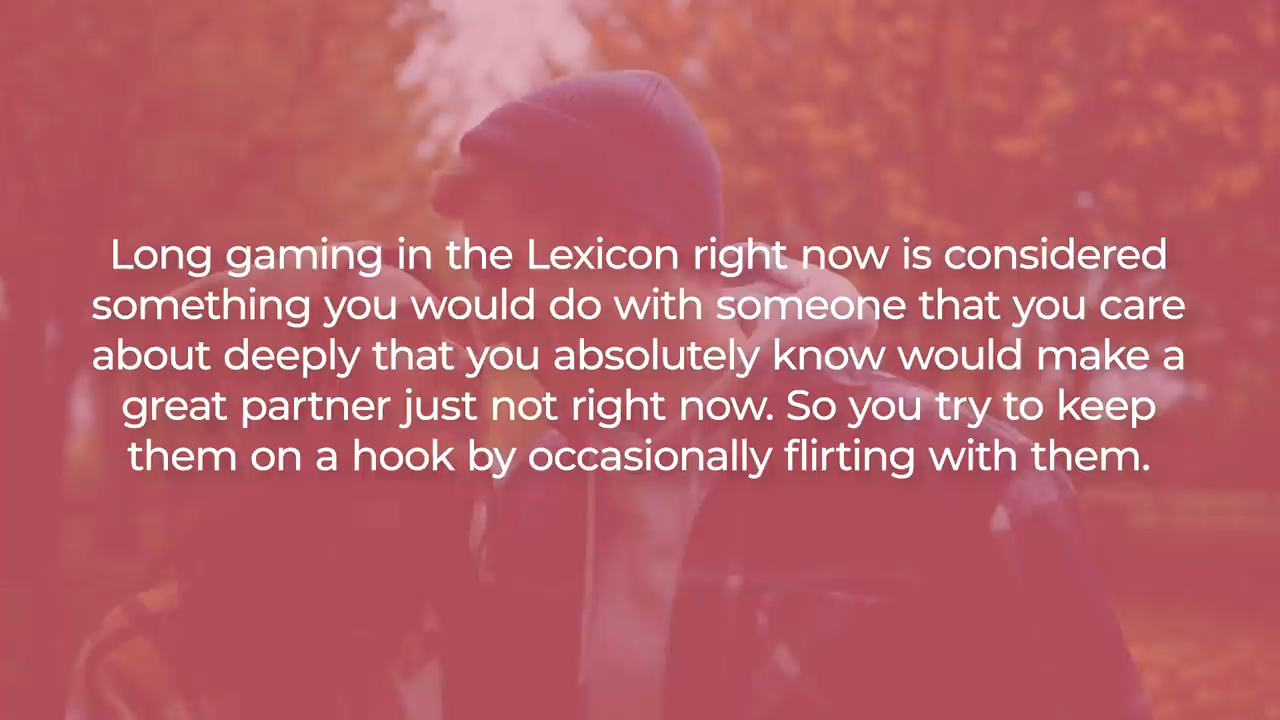 Long gaming in the Lexicon right now is considered
something you would do with someone that you care
about deeply that you absolutely know would make a
great partner just not right now. So you try to keep
them on a hook by occasionally flirting with them.